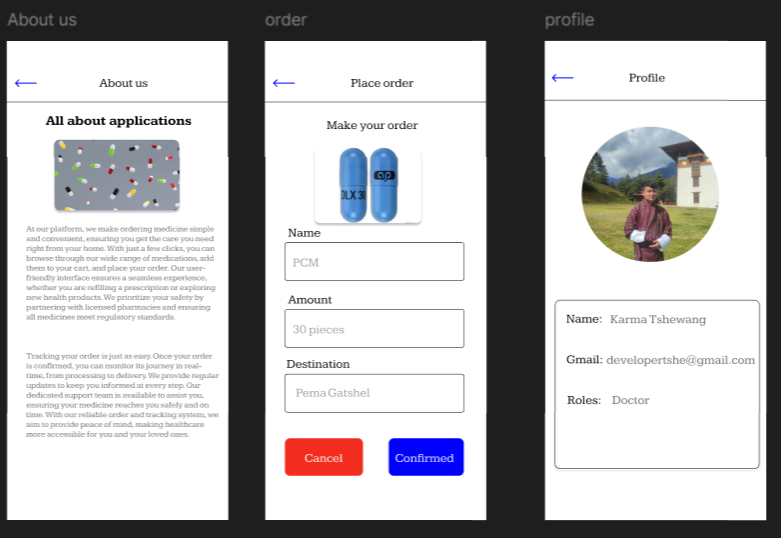 About us
About us
All about applications
At our platform, we make ordering medicine simple
and convenient, ensuring you get the care you need
right from your home. With just a few clicks, you can
browse through our wide range of medications, add
them to your cart, and place your order. Our user-
friendly interface ensures a seamless experience,
whether you are refilling a prescription or exploring
new health products. We prioritize your safety by
partnering with licensed pharmacies and ensuring
all medicines meet regulatory standards.
Tracking your order is just as easy. Once your order
is confirmed, you can monitor its journey in real-
time, from processing to delivery. We provide regular
updates to keep you informed at every step. Our
dedicated support team is available to assist you,
ensuring your medicine reaches you safely and on
time. With our reliable order and tracking system, we
aim to provide peace of mind, making healthcare
more accessible for you and your loved ones.
order
Place order
Make your order
DLX 30
ap
Name
PCM
Amount
30 pieces
Destination
Pema Gatshel
Cancel
Confirmed
profile
Profile
Name: Karma Tshewang
Gmail: developertshe@gmail.com
Roles: Doctor